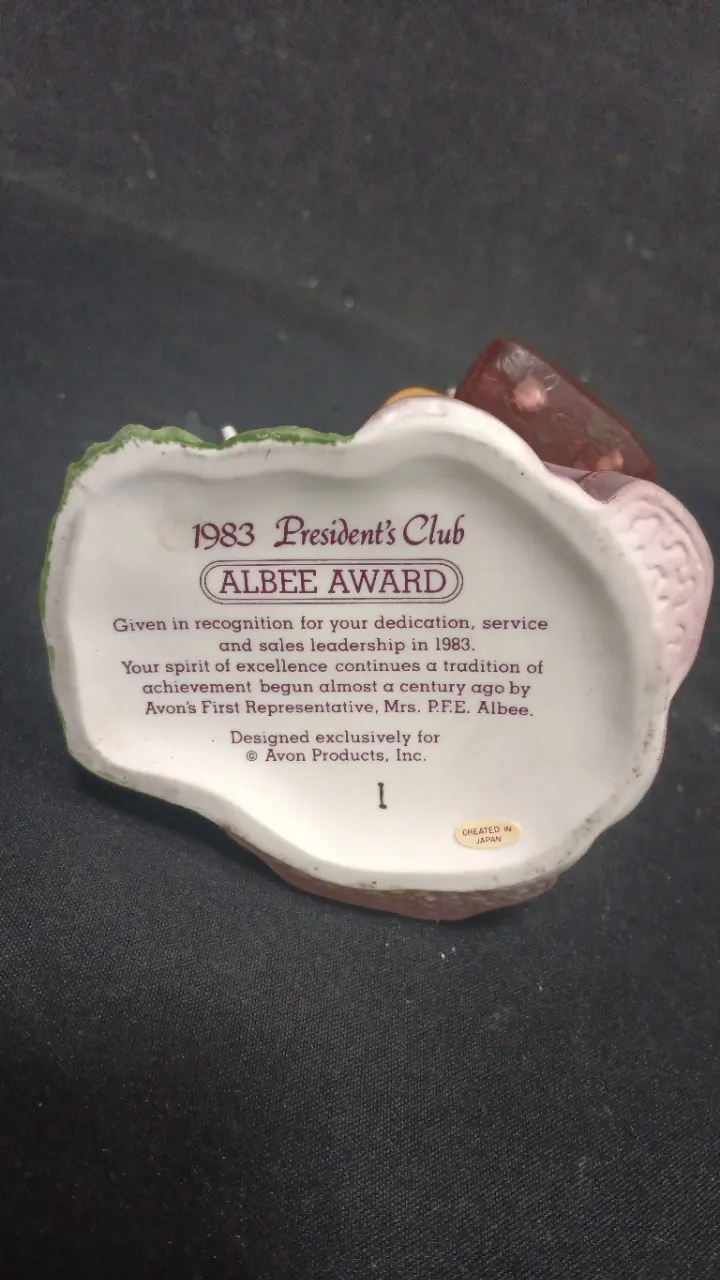 1983 President's Club
ALBEE AWARD
Given in recognition for your dedication, service
and sales leadership in 1983.
Your spirit of excellence continues a tradition of
achievement begun almost a century ago by
Avon's First Representative, Mrs. P.F.E. Albee.
Designed exclusively for
© Avon Products, Inc.
I
CREATED IN
JAPAN